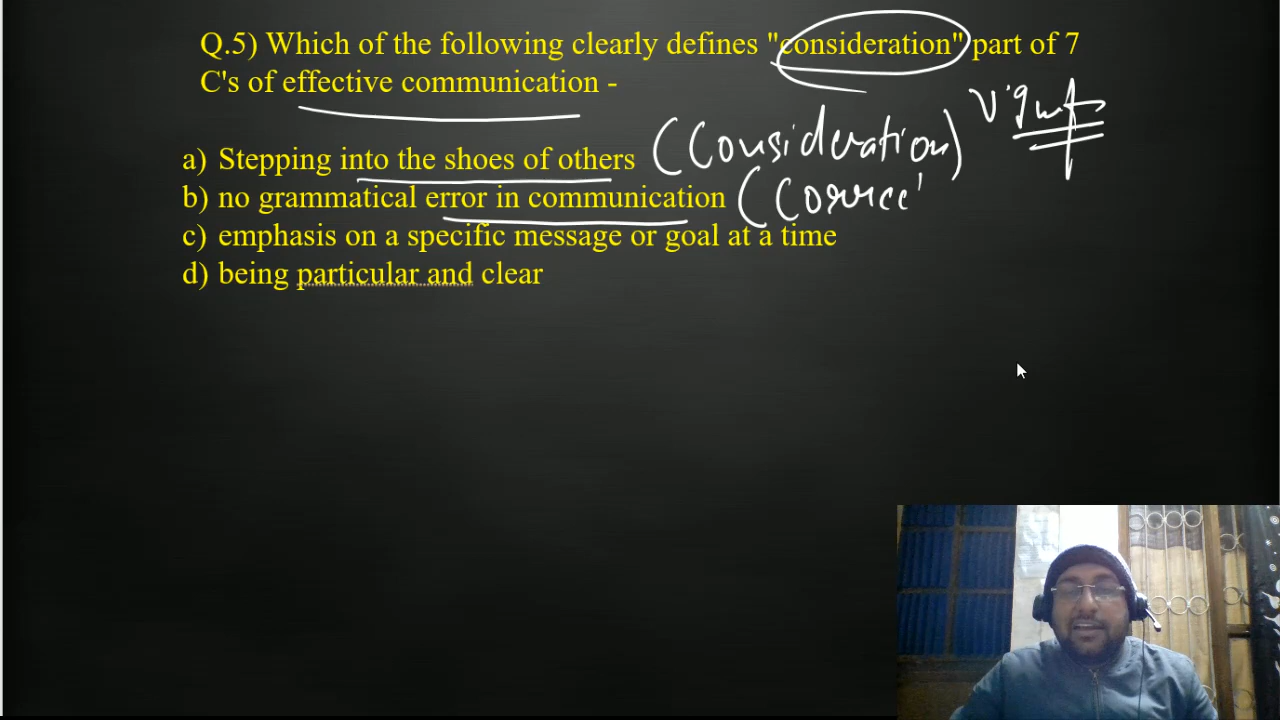 Q.5) Which of the following clearly defines "consideration" part of 7
C's of effective communication -
a) Stepping into the shoes of others (Consideration) Right
b) no grammatical error in communication (Correc
c) emphasis on a specific message or goal at a time
d) being particular and clear